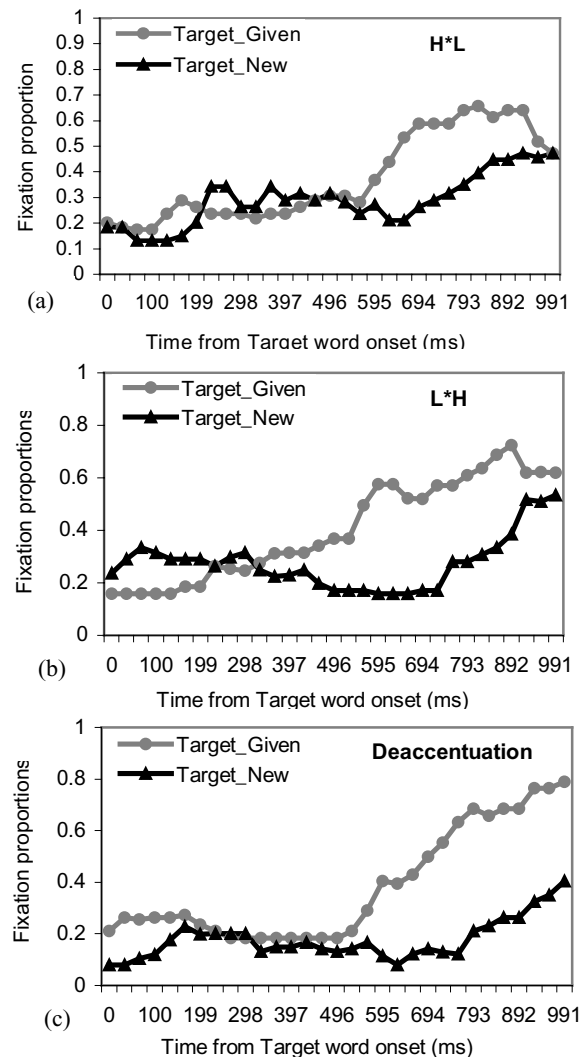 1
0.9
0.8
0.7
0.6
0.5
0.4
0.3
0.2
0.1
0
Fixation proportion
Target_Given
Target_New
H*L
0 100 199 298 397 496 595 694 793 892 991
(a)
Time from Target word onset (ms)
1
0.8
0.6
0.4
0.2
0
Fixation proportions
Target_Given
Target_New
L*H
0 100 199 298 397 496 595 694 793 892 991
(b)
Time from Target word onset (ms)
1
0.8
0.6
0.4
0.2
0
Fixation proportions
Target_Given
Target_New
Deaccentuation
0 100 199 298 397 496 595 694 793 892 991
(c)
Time from Target word onset (ms)